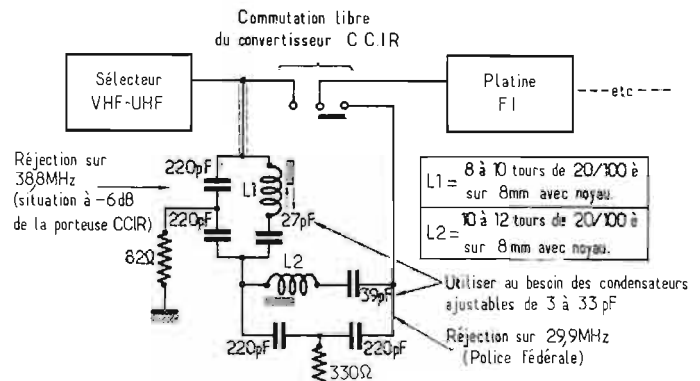 Commutation libre
du convertisseur C.C.I.R
Sélecteur
VHF-UHF
Platine
FI
etc
Réjection sur
38,8MHz
(situation à -6dB
de la porteuse CCIR)
220pF
L1
220pF
27pF
82Ω
L2
39pF
220pF
220pF
330Ω
L1 = 8 à 10 tours de 20/100 è
sur 8mm avec noyau.
L2 = 10 à 12 tours de 20/100 è
sur 8mm avec noyau.
Utiliser au besoin des condensateurs
ajustables de 3 à 33 pF
Réjection sur 29,9MHz
(Police Fédérale)